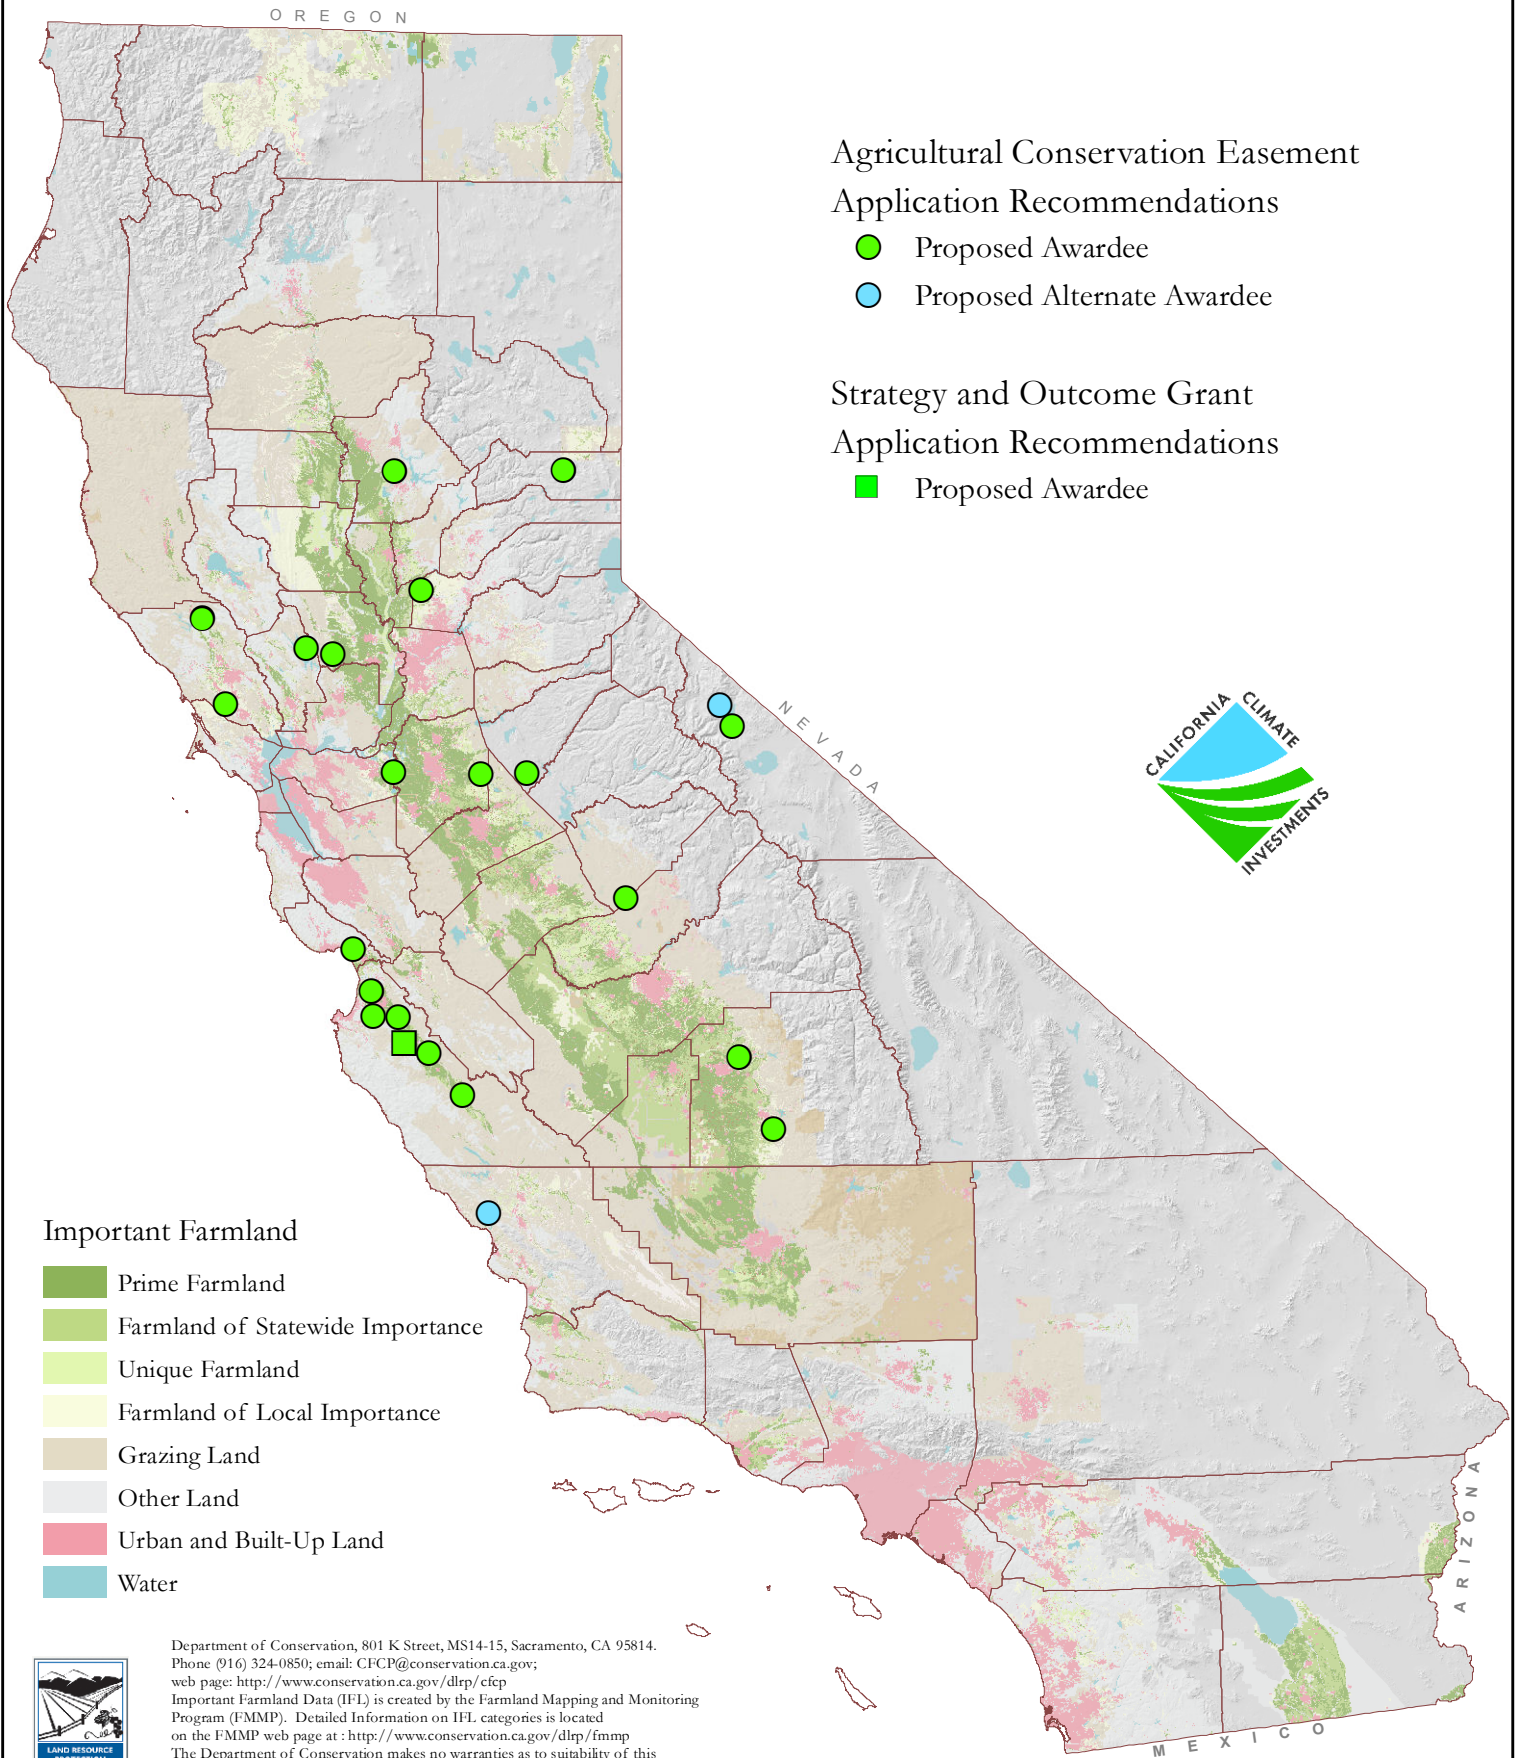 OREGON
Agricultural Conservation Easement
Application Recommendations
Proposed Awardee
Proposed Alternate Awardee
Strategy and Outcome Grant
Application Recommendations
Proposed Awardee
NEVADA
CALIFORNIA
CLIMATE
INVESTMENTS
Important Farmland
Prime Farmland
Farmland of Statewide Importance
Unique Farmland
Farmland of Local Importance
Grazing Land
Other Land
Urban and Built-Up Land
Water
ARIZONA
MEXICO
Department of Conservation, 801 K Street, MS14-15, Sacramento, CA 95814.
Phone (916) 324-0850; email: CFCP@conservation.ca.gov;
web page: http://www.conservation.ca.gov/dlrp/cfcp
Important Farmland Data (IFL) is created by the Farmland Mapping and Monitoring
Program (FMMP).  Detailed Information on IFL categories is located
on the FMMP web page at : http://www.conservation.ca.gov/dlrp/fmmp
The Department of Conservation makes no warranties as to suitability of this
LAND RESOURCE